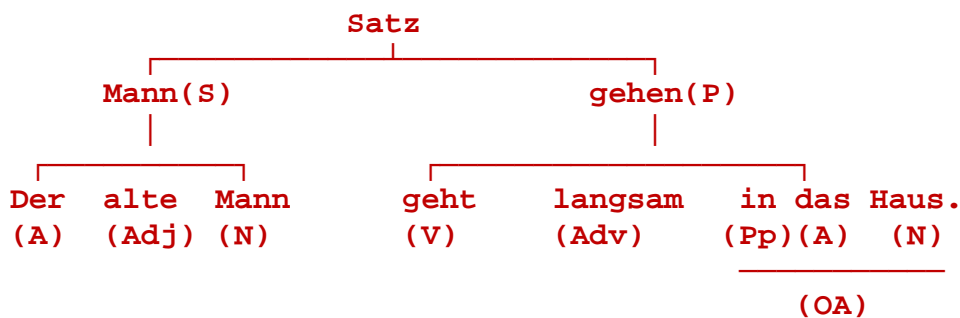 Satz
Mann(S) gehen(P)
Der alte Mann geht langsam in das Haus.
(A) (Adj) (N) (V) (Adv) (Pp)(A) (N)
(OA)